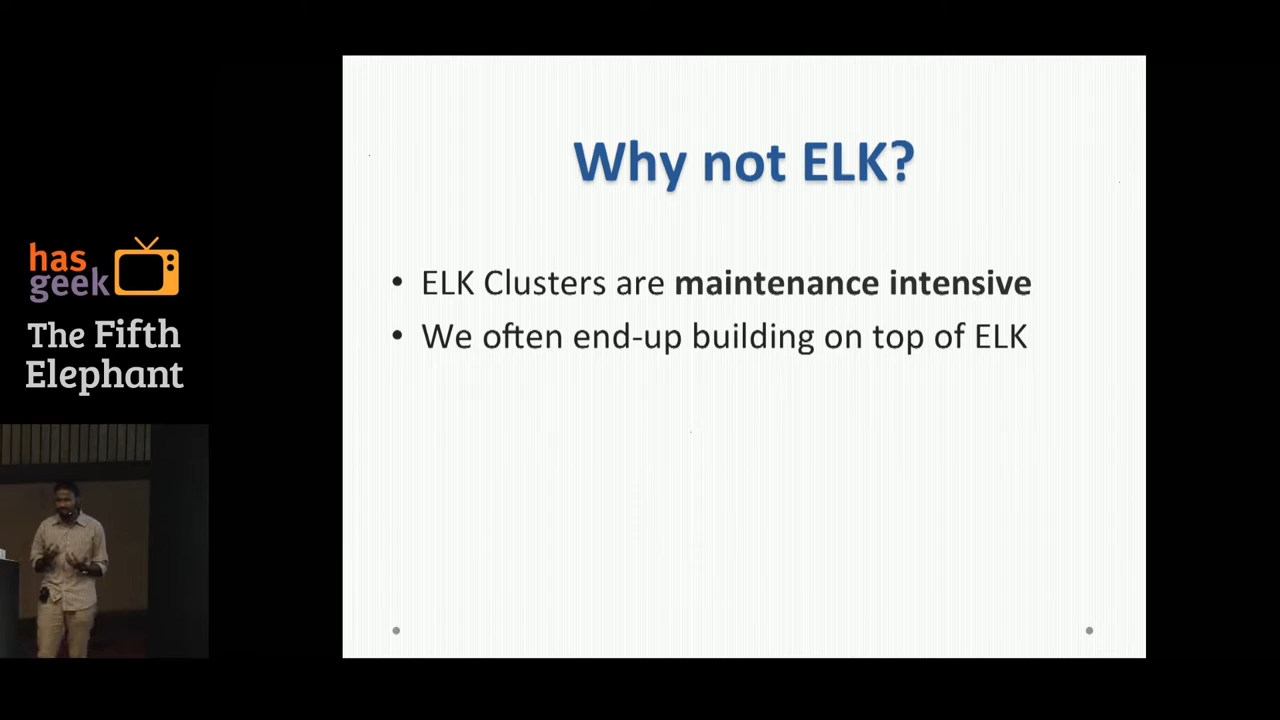 Why not ELK?
• ELK Clusters are maintenance intensive
• We often end-up building on top of ELK
has
geek
The Fifth
Elephant